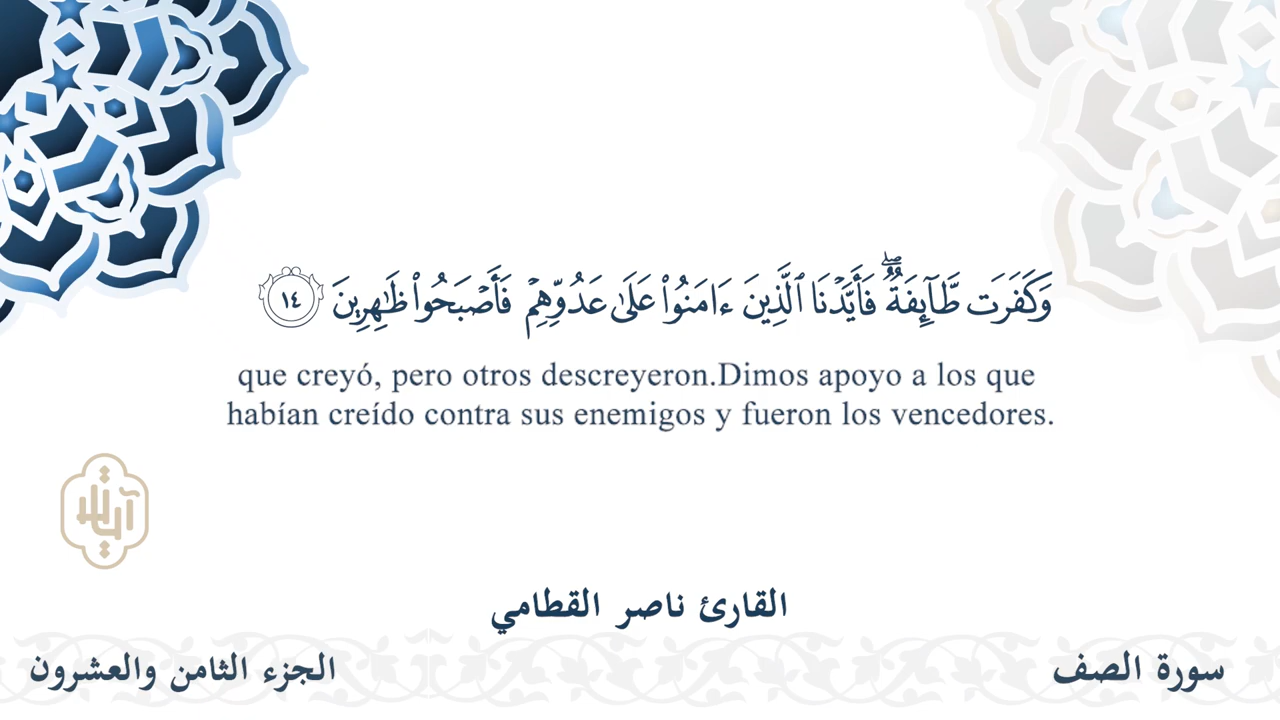 وَكَفَرَت طَّآئِفَةٌۖ فَأَيَّدْنَا ٱلَّذِينَ ءَامَنُوا۟ عَلَىٰ عَدُوِّهِمْ فَأَصْبَحُوا۟ ظَٰهِرِينَ ١٤
que creyó, pero otros descreyeron.Dimos apoyo a los que
habían creído contra sus enemigos y fueron los vencedores.
القارئ ناصر القطامي
سورة الصف
الجزء الثامن والعشرون